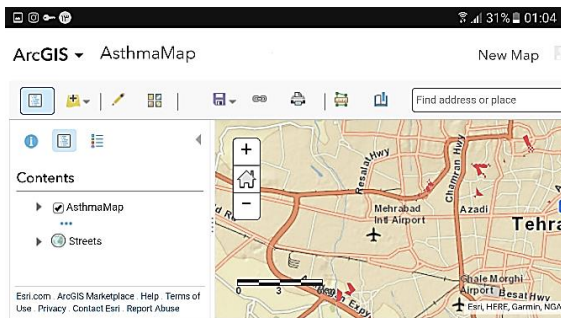 31% 01:04
ArcGIS AsthmaMap New Map
Find address or place
Contents
AsthmaMap
Streets
Esri.com . ArcGIS Marketplace . Help . Terms of
Use . Privacy . Contact Esri . Report Abuse
+
−
Resalat Hwy
Chamran Hwy
Mehrabad
Intl Airport
Azadi
Tehra
d R
0 3
Expy
Ghale Morghi
Airport
Besat Hwy
Esri, HERE, Garmin, NGA